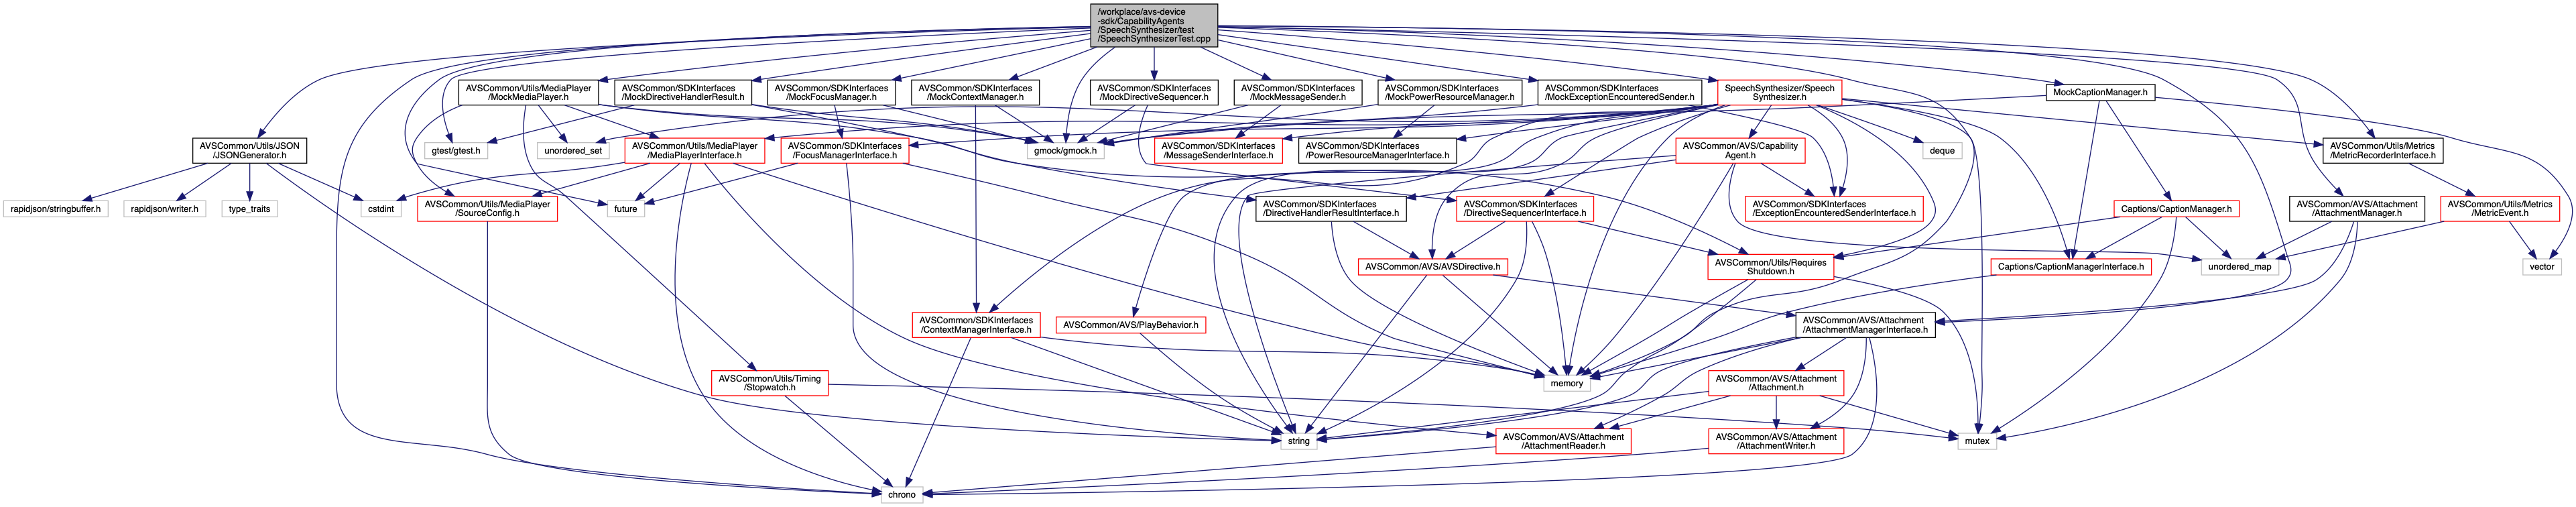 /workplace/avs-device
-sdk/CapabilityAgents
/SpeechSynthesizer/test
/SpeechSynthesizerTest.cpp
AVSCommon/Utils/MediaPlayer
/MockMediaPlayer.h
AVSCommon/SDKInterfaces
/MockDirectiveHandlerResult.h
AVSCommon/SDKInterfaces
/MockFocusManager.h
AVSCommon/SDKInterfaces
/MockContextManager.h
AVSCommon/SDKInterfaces
/MockDirectiveSequencer.h
AVSCommon/SDKInterfaces
/MockMessageSender.h
AVSCommon/SDKInterfaces
/MockPowerResourceManager.h
AVSCommon/SDKInterfaces
/MockExceptionEncounteredSender.h
SpeechSynthesizer/Speech
Synthesizer.h
MockCaptionManager.h
AVSCommon/Utils/JSON
/JSONGenerator.h
gtest/gtest.h
unordered_set
AVSCommon/Utils/MediaPlayer
/MediaPlayerInterface.h
AVSCommon/SDKInterfaces
/FocusManagerInterface.h
gmock/gmock.h
AVSCommon/SDKInterfaces
/MessageSenderInterface.h
AVSCommon/SDKInterfaces
/PowerResourceManagerInterface.h
AVSCommon/AVS/Capability
Agent.h
deque
AVSCommon/Utils/Metrics
/MetricRecorderInterface.h
rapidjson/stringbuffer.h
rapidjson/writer.h
type_traits
cstdint
AVSCommon/Utils/MediaPlayer
/SourceConfig.h
future
AVSCommon/SDKInterfaces
/DirectiveHandlerResultInterface.h
AVSCommon/SDKInterfaces
/DirectiveSequencerInterface.h
AVSCommon/SDKInterfaces
/ExceptionEncounteredSenderInterface.h
Captions/CaptionManager.h
AVSCommon/AVS/Attachment
/AttachmentManager.h
AVSCommon/Utils/Metrics
/MetricEvent.h
AVSCommon/AVS/AVSDirective.h
AVSCommon/Utils/Requires
Shutdown.h
Captions/CaptionManagerInterface.h
unordered_map
vector
AVSCommon/SDKInterfaces
/ContextManagerInterface.h
AVSCommon/AVS/PlayBehavior.h
AVSCommon/AVS/Attachment
/AttachmentManagerInterface.h
AVSCommon/Utils/Timing
/Stopwatch.h
memory
AVSCommon/AVS/Attachment
/Attachment.h
string
AVSCommon/AVS/Attachment
/AttachmentReader.h
AVSCommon/AVS/Attachment
/AttachmentWriter.h
mutex
chrono